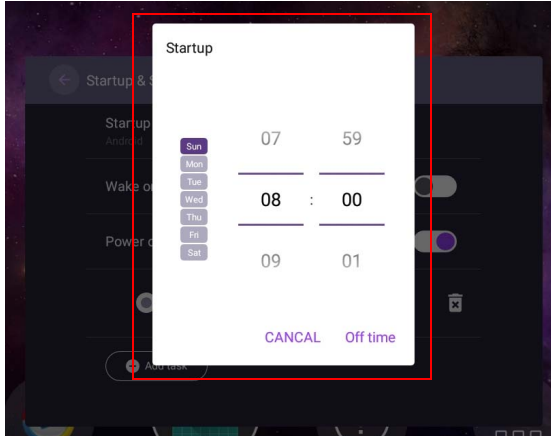 Startup
Startup & S
Startup
Android
Wake o
Power o
Sun
Mon
Tue
Wed
Thu
Fri
Sat
07 59
08 : 00
09 01
CANCAL Off time
Add task